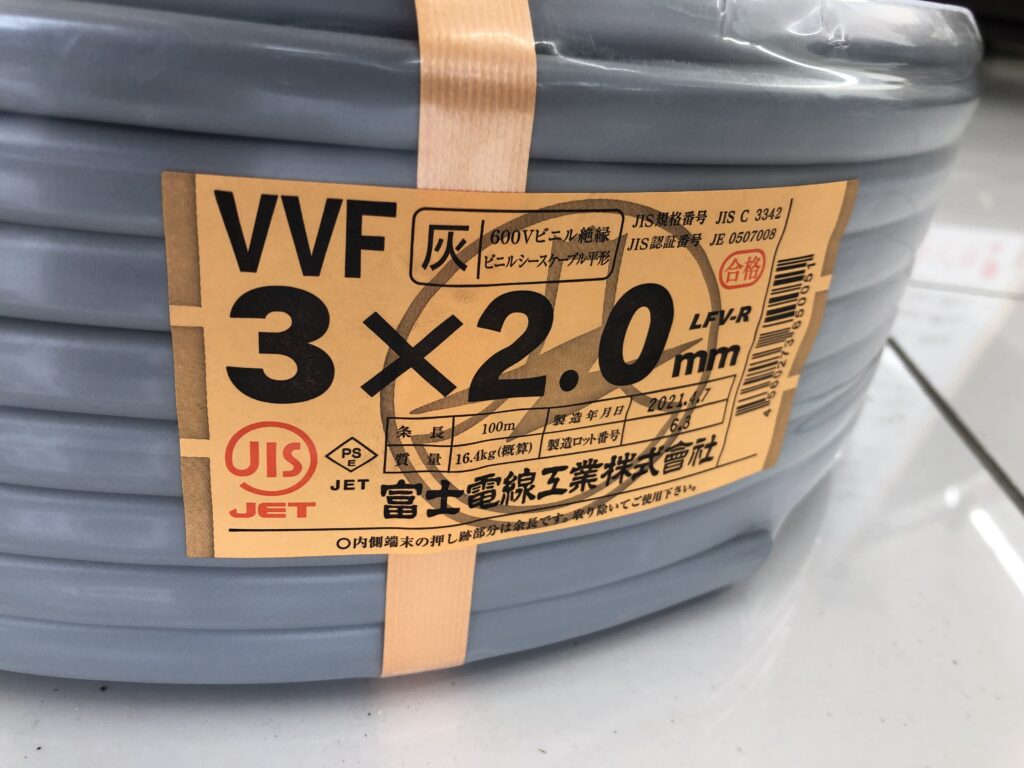 VVF
灰
600Vビニル絶縁
ビニルシースケーブル平形
JIS規格番号 JIS C 3342
JIS認証番号 JE 0507008
合格
3×2.0mm
LFV-R
4560273650051
条長 100m 製造年月日 2021.4.7
質量 16.4kg(概算) 製造ロット番号 6.3
JIS
JET
PS
E
JET
富士電線工業株式會社
〇内側端末の押し跡部分は余長です。取り除いてご使用下さい。